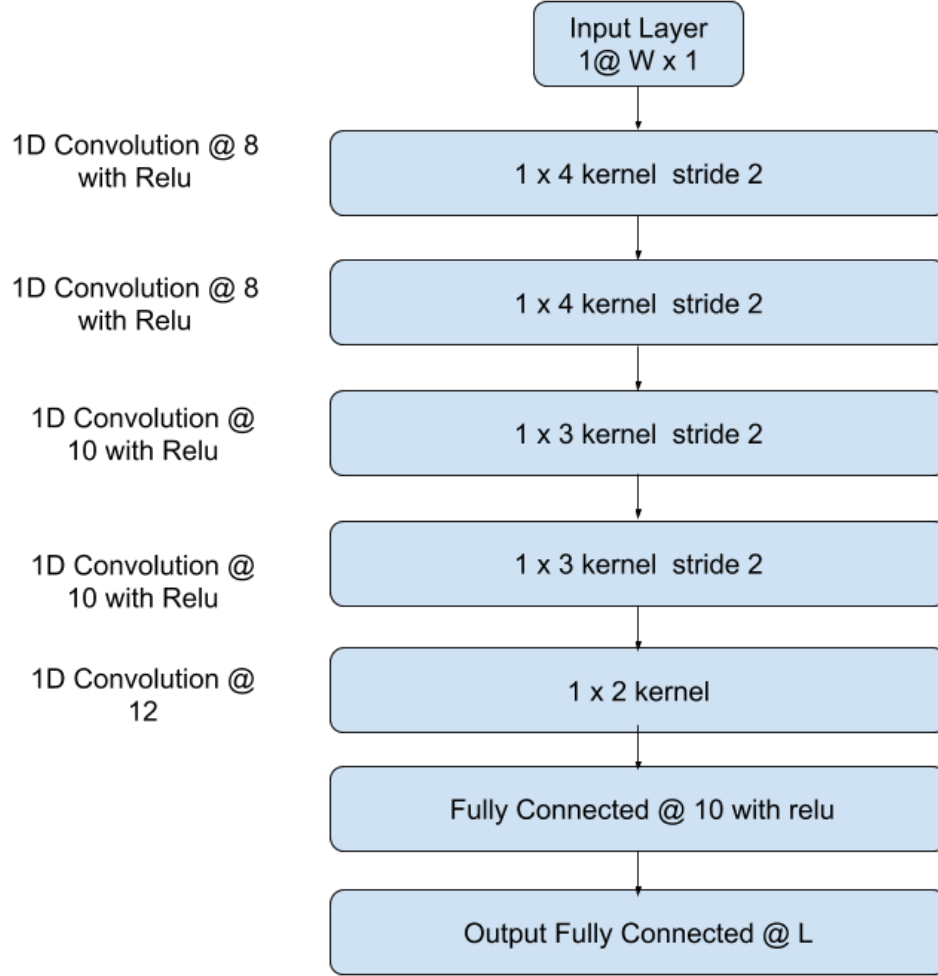 Input Layer
1@ W x 1
1D Convolution @ 8
with Relu
1 x 4 kernel  stride 2
1D Convolution @ 8
with Relu
1 x 4 kernel  stride 2
1D Convolution @
10 with Relu
1 x 3 kernel  stride 2
1D Convolution @
10 with Relu
1 x 3 kernel  stride 2
1D Convolution @
12
1 x 2 kernel
Fully Connected @ 10 with relu
Output Fully Connected @ L